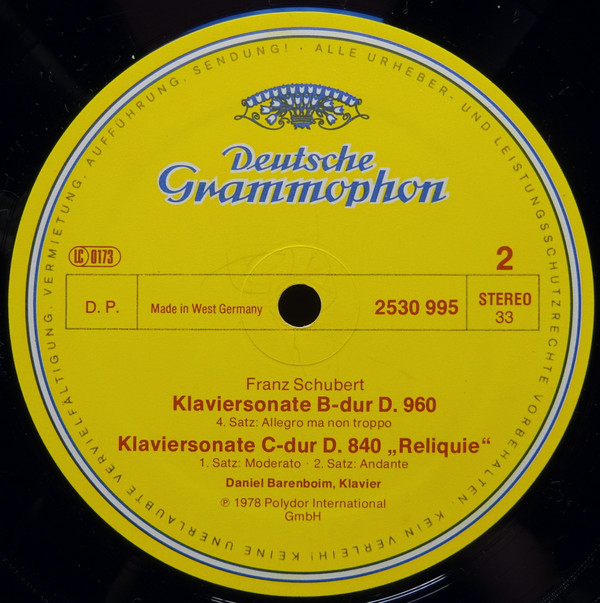 ALLE URHEBER- UND LEISTUNGSSCHUTZRECHTE VORBEHALTEN. KEIN VERLEIH! KEINE UNERLAUBTE VERVIELFÄLTIGUNG, VERMIETUNG, AUFFÜHRUNG, SENDUNG! ·
Deutsche
Grammophon
LC 0173
2
D. P.
Made in West Germany
2530 995
STEREO
33
Franz Schubert
Klaviersonate B-dur D. 960
4. Satz: Allegro ma non troppo
Klaviersonate C-dur D. 840 „Reliquie“
1. Satz: Moderato · 2. Satz: Andante
Daniel Barenboim, Klavier
℗ 1978 Polydor International
GmbH